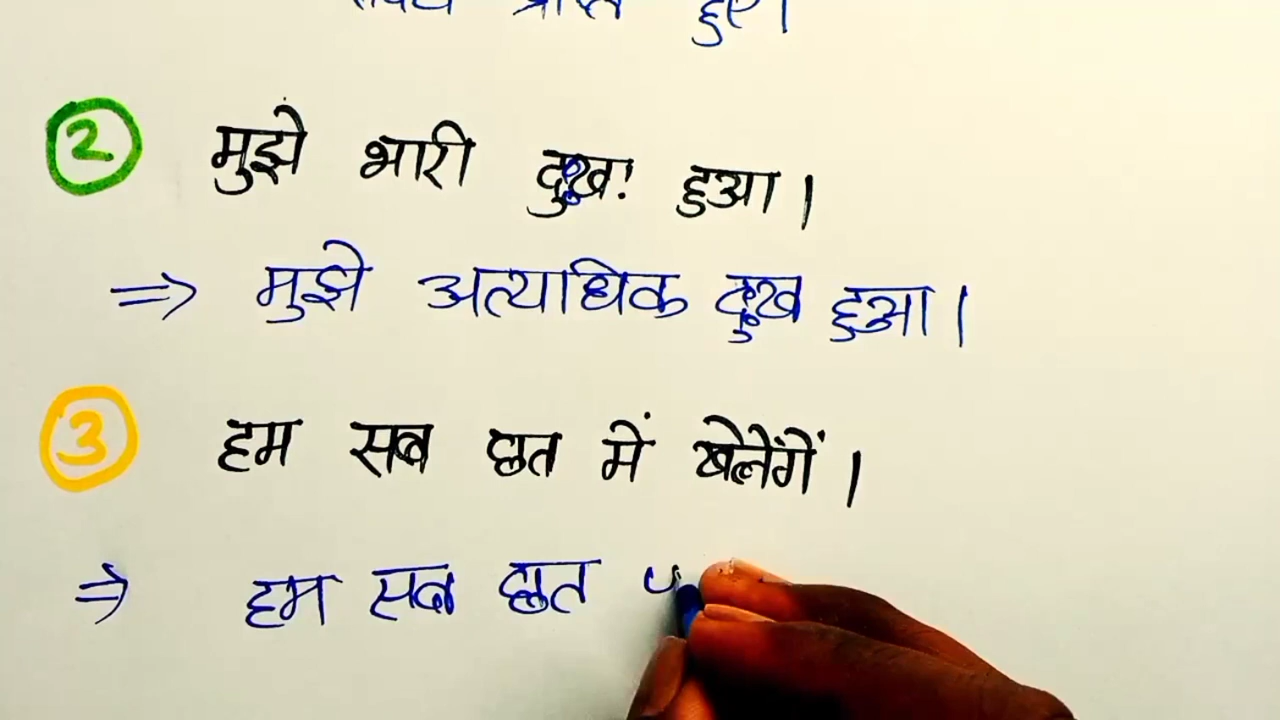 प्राप्त हुए।
2 मुझे भारी दुख! हुआ।
⇒ मुझे अत्याधिक दुःख हुआ।
3 हम सब छत में खेलेंगें।
⇒ हम सब छत